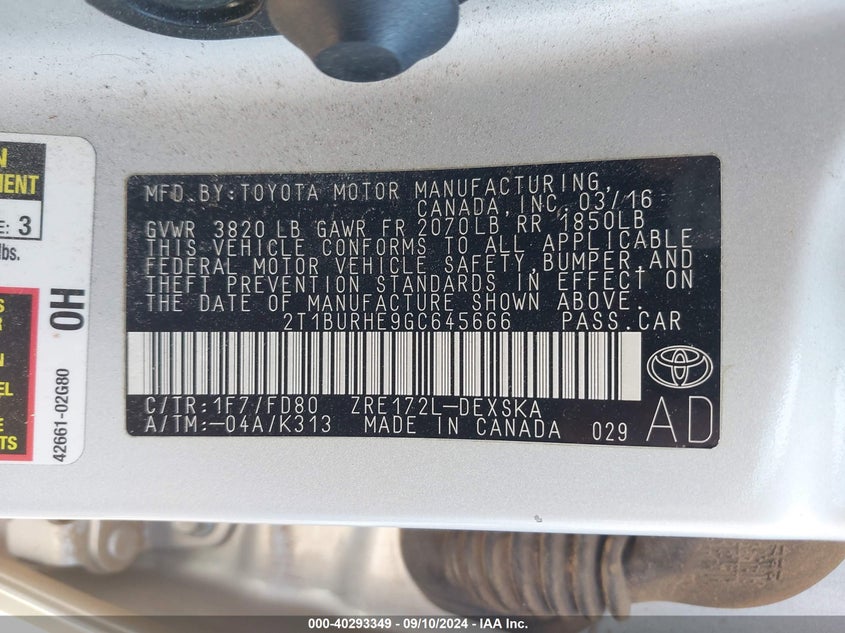 MFD. BY: TOYOTA MOTOR MANUFACTURING,
CANADA, INC. 03/16
GVWR 3820 LB GAWR FR 2070LB RR 1850LB
THIS VEHICLE CONFORMS TO ALL APPLICABLE
FEDERAL MOTOR VEHICLE SAFETY, BUMPER, AND
THEFT PREVENTION STANDARDS IN EFFECT ON
THE DATE OF MANUFACTURE SHOWN ABOVE.
2T1BURHE9GC645666 PASS. CAR
C/TR: 1F7/FD80 ZRE172L-DEXSKA
A/TM: -04A/K313 MADE IN CANADA 029
AD
E: 3
lbs.
OH
42661-02G80
000-40293349 - 09/10/2024 - IAA Inc.